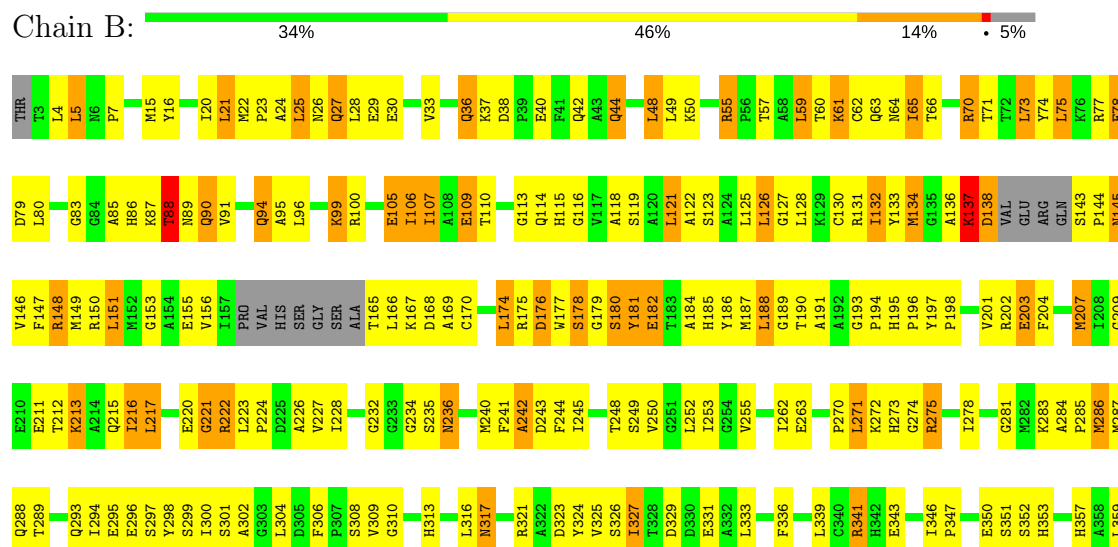 Chain B:
34% 46% 14% • 5%
THR T3 L4 L5 N6 P7 M15 Y16 I20 L21 M22 P23 A24 L25 N26 Q27 L28 E29 E30 V33 Q36 K37 D38 P39 E40 F41 Q42 A43 Q44 L48 L49 K50 R55 P56 T57 A58 L59 T60 K61 C62 Q63 N64 I65 T66 R70 T71 T72 L73 Y74 L75 K76 R77 E78
D79 L80 G83 G84 A85 H86 K87 T88 N89 Q90 V91 Q94 A95 L96 K99 R100 E105 I106 I107 A108 E109 T110 G113 Q114 H115 G116 V117 A118 S119 A120 L121 A122 S123 A124 L125 L126 G127 L128 K129 C130 R131 I132 Y133 M134 G135 A136 K137 D138 VAL GLU ARG GLN S143 P144 N145
V146 F147 R148 M149 R150 L151 M152 G153 A154 E155 V156 I157 PRO VAL HIS SER GLY SER ALA T165 L166 K167 D168 A169 C170 L174 R175 D176 W177 S178 G179 S180 Y181 E182 T183 A184 H185 Y186 M187 L188 G189 T190 A191 A192 G193 P194 H195 P196 Y197 P198 V201 R202 E203 F204 M207 I208 G209
E210 E211 T212 K213 A214 Q215 I216 L217 E220 G221 R222 L223 P224 D225 A226 V227 I228 G232 G233 G234 S235 N236 M240 F241 A242 D243 F244 I245 T248 S249 V250 G251 L252 I253 G254 V255 I262 E263 P270 L271 K272 H273 G274 R275 I278 G281 M282 K283 A284 P285 M286 M287
Q288 T289 Q293 I294 E295 E296 S297 Y298 S299 I300 S301 A302 G303 L304 D305 F306 P307 S308 V309 G310 H313 L316 N317 R321 A322 D323 Y324 V325 S326 I327 T328 D329 D330 E331 A332 L333 F336 L339 C340 R341 H342 E343 I346 P347 E350 S351 S352 H353 H357 A358 L359